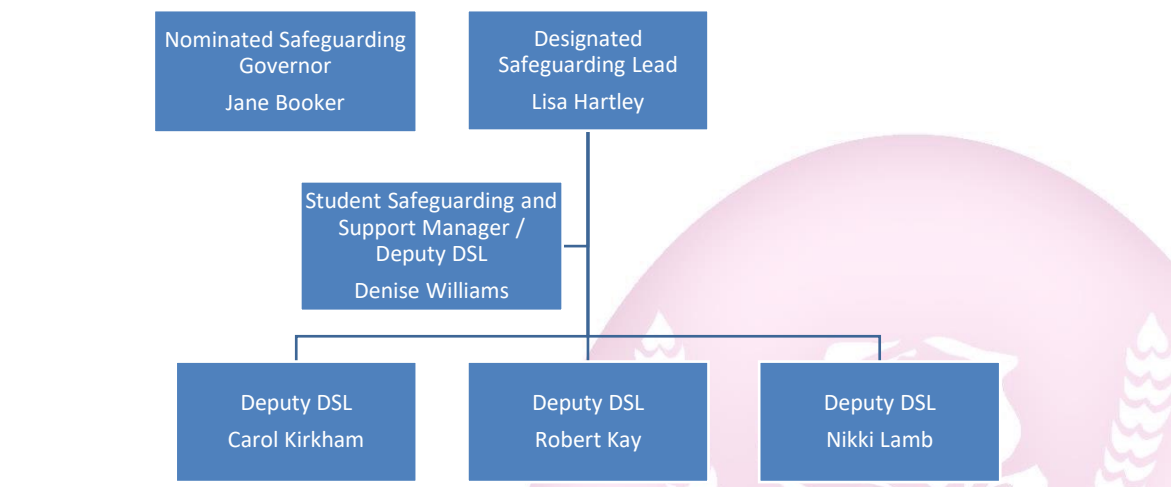 Nominated Safeguarding
Governor
Jane Booker
Designated
Safeguarding Lead
Lisa Hartley
Student Safeguarding and
Support Manager /
Deputy DSL
Denise Williams
Deputy DSL
Carol Kirkham
Deputy DSL
Robert Kay
Deputy DSL
Nikki Lamb